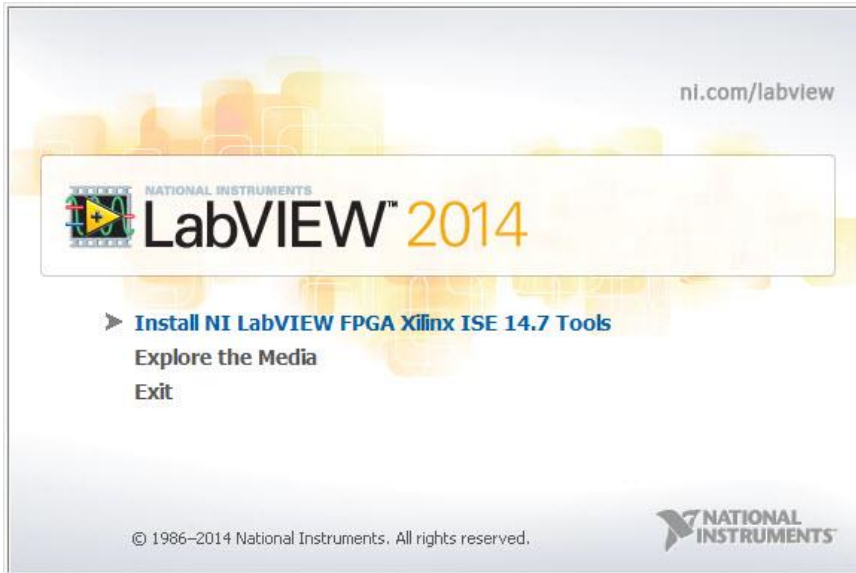 ni.com/labview
NATIONAL INSTRUMENTS
LabVIEW™ 2014
Install NI LabVIEW FPGA Xilinx ISE 14.7 Tools
Explore the Media
Exit
© 1986–2014 National Instruments. All rights reserved.
NATIONAL
INSTRUMENTS